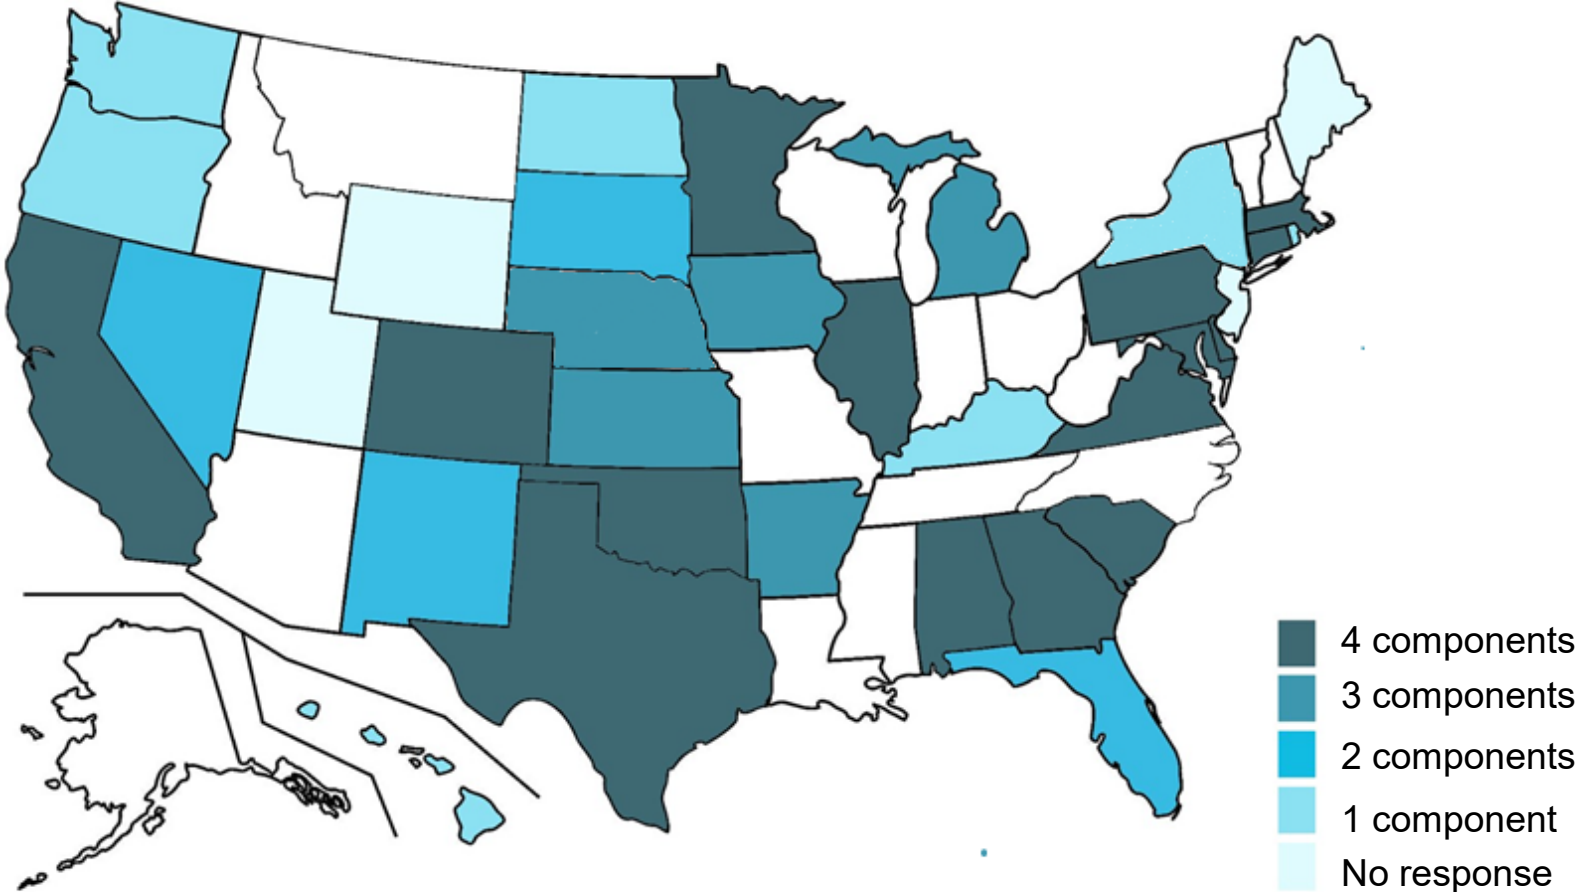 4 components
3 components
2 components
1 component
No response